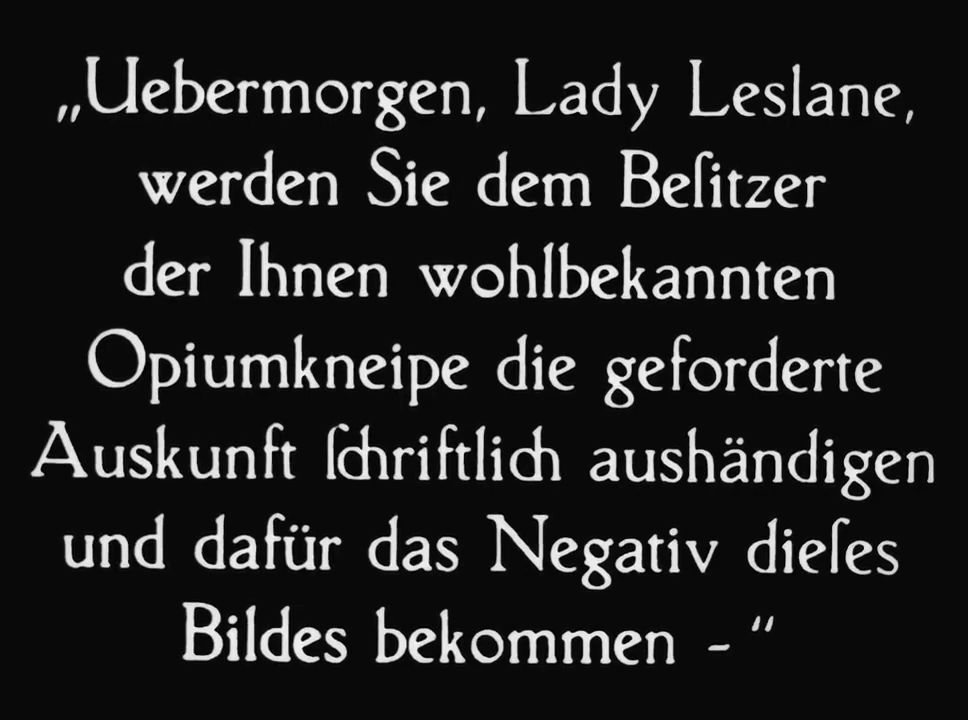 „Uebermorgen, Lady Leslane,
werden Sie dem Beſitzer
der Ihnen wohlbekannten
Opiumkneipe die geforderte
Auskunft ſchriftlich aushändigen
und dafür das Negativ dieſes
Bildes bekommen - “